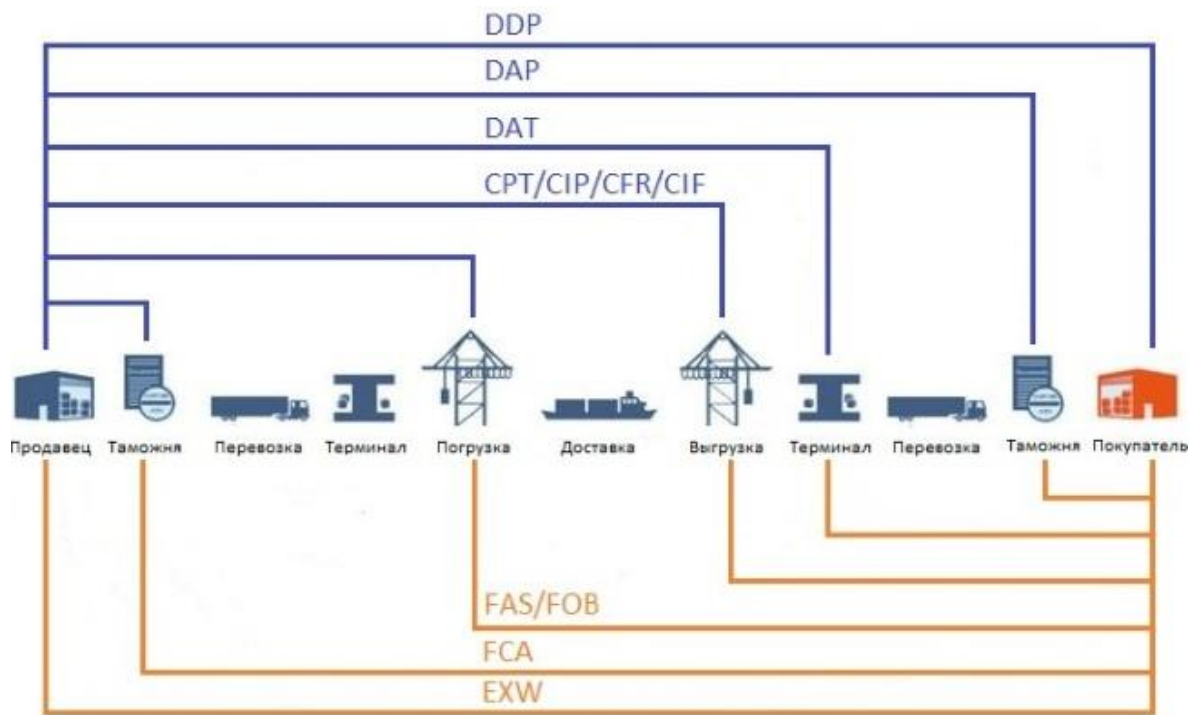 DDP
DAP
DAT
CPT/CIP/CFR/CIF
Продавец Таможня Перевозка Терминал Погрузка Доставка Выгрузка Терминал Перевозка Таможня Покупатель
FAS/FOB
FCA
EXW